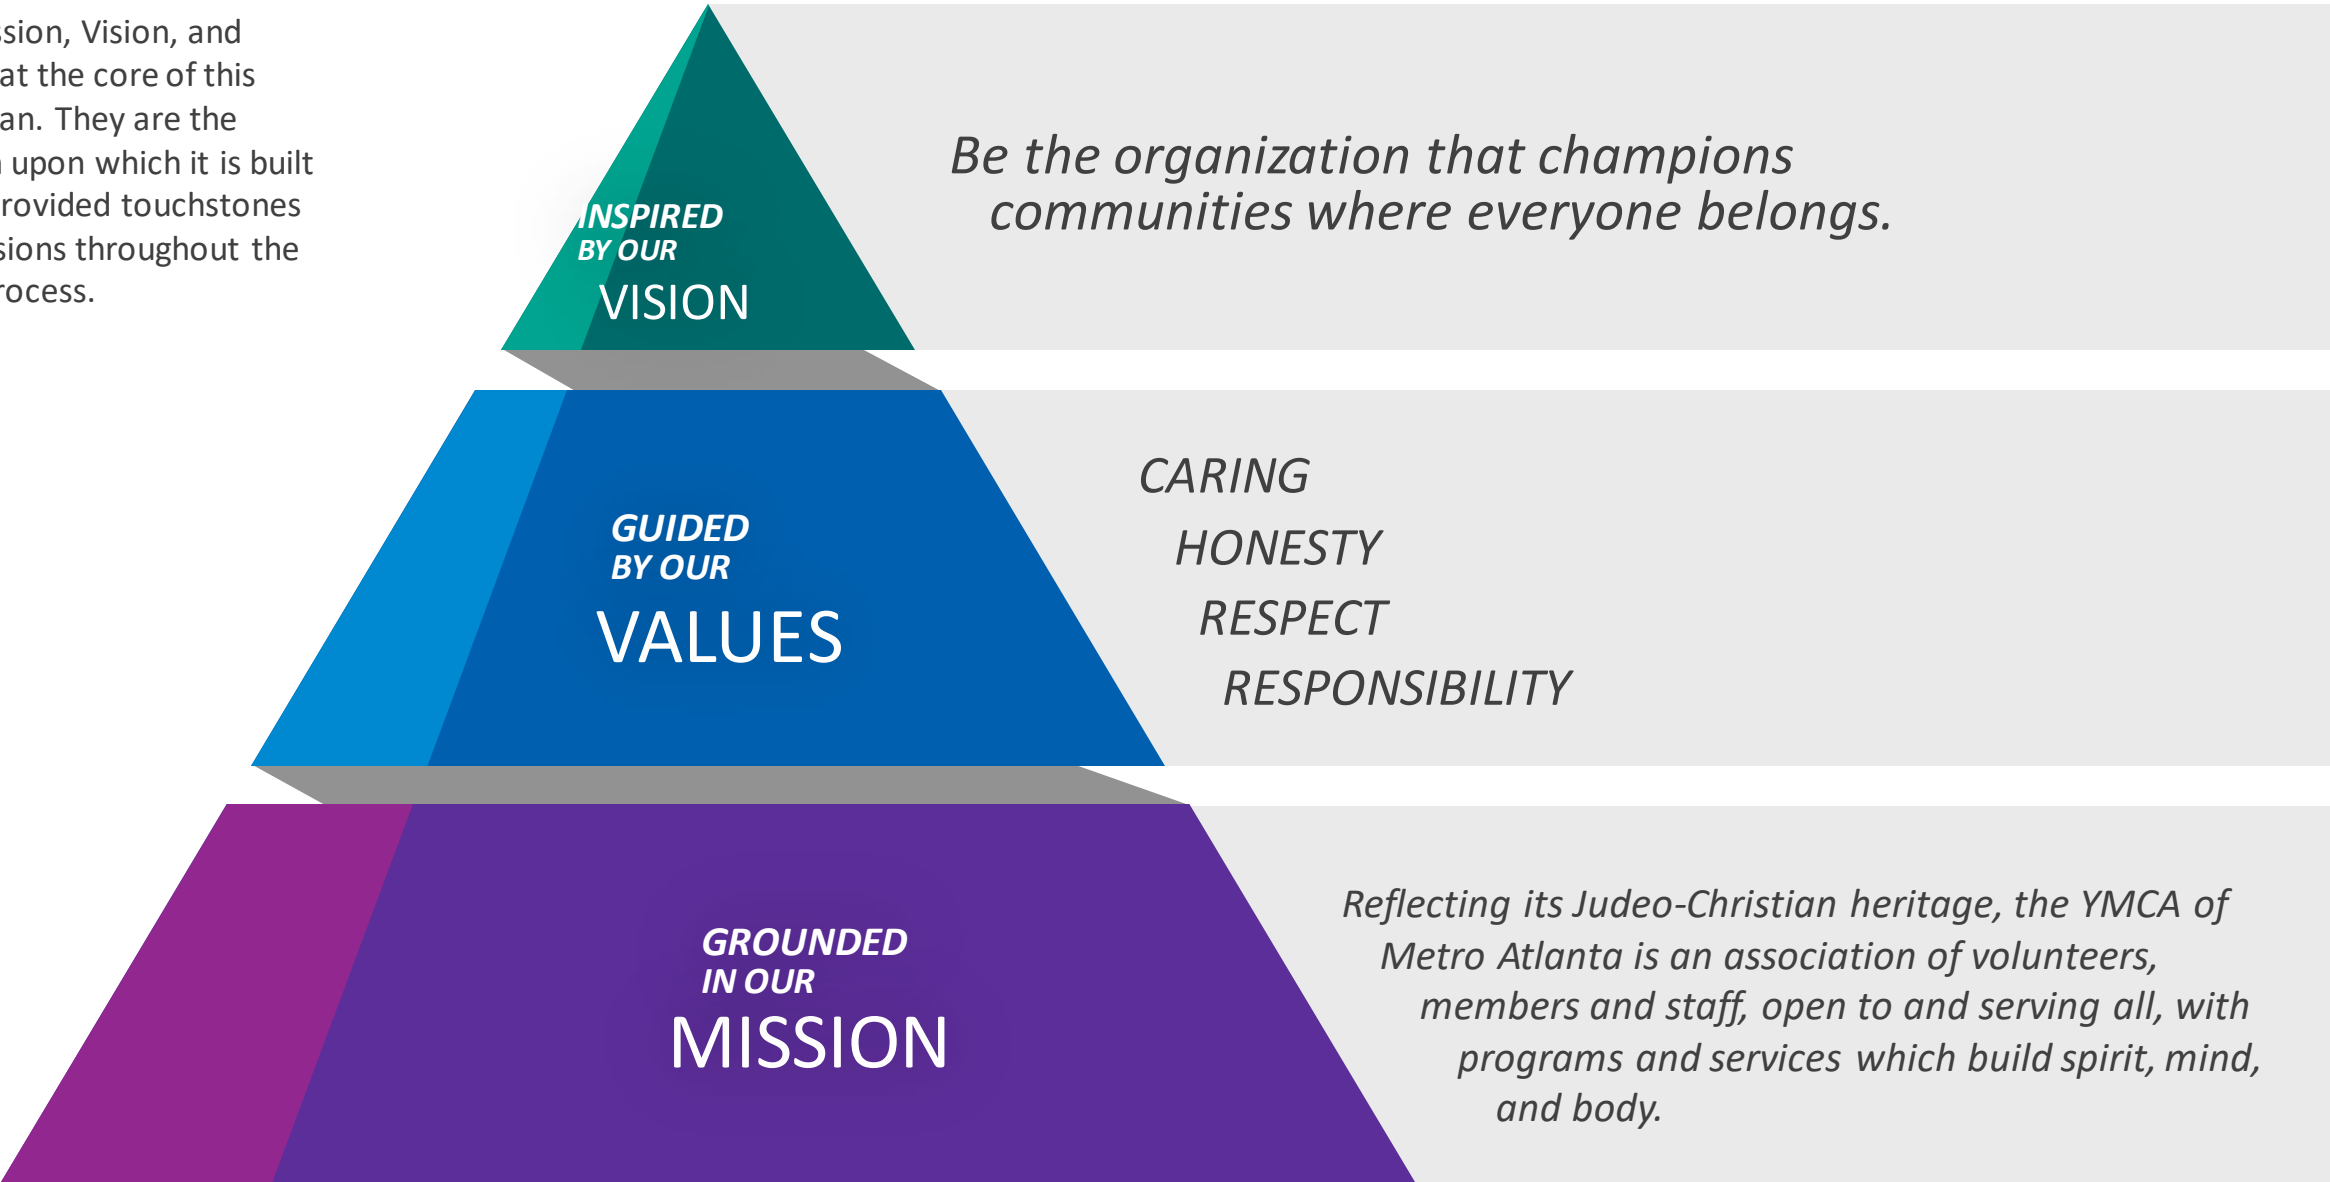 sion, Vision, and
at the core of this
an. They are the
upon which it is built
rovided touchstones
sions throughout the
rocess.
INSPIRED
BY OUR
VISION
Be the organization that champions
communities where everyone belongs.
GUIDED
BY OUR
VALUES
CARING
HONESTY
RESPECT
RESPONSIBILITY
GROUNDED
IN OUR
MISSION
Reflecting its Judeo-Christian heritage, the YMCA of
Metro Atlanta is an association of volunteers,
members and staff, open to and serving all, with
programs and services which build spirit, mind,
and body.